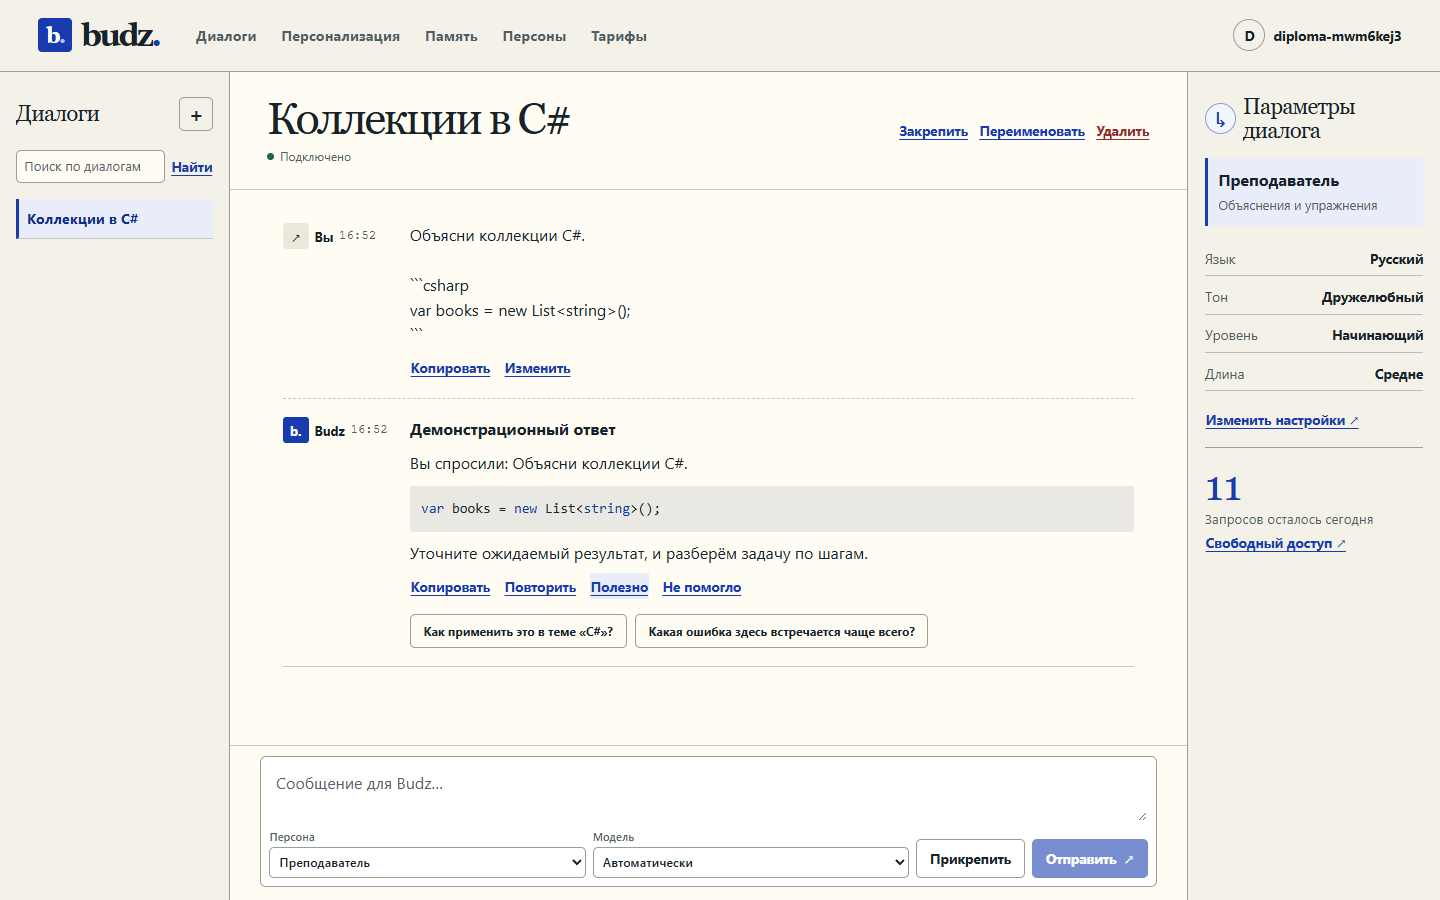 b. budz.
Диалоги Персонализация Память Персоны Тарифы
D diploma-mwm6kej3
Диалоги +
Поиск по диалогам Найти
Коллекции в C#
Коллекции в C#
Подключено
Закрепить Переименовать Удалить
↗ Вы 16:52
Объясни коллекции C#.
```csharp
var books = new List<string>();
```
Копировать Изменить
b. Budz 16:52
Демонстрационный ответ
Вы спросили: Объясни коллекции C#.
var books = new List<string>();
Уточните ожидаемый результат, и разберём задачу по шагам.
Копировать Повторить Полезно Не помогло
Как применить это в теме «C#»? Какая ошибка здесь встречается чаще всего?
Сообщение для Budz...
Персона Модель
Преподаватель Автоматически Прикрепить Отправить ↗
↳ Параметры
диалога
Преподаватель
Объяснения и упражнения
Язык Русский
Тон Дружелюбный
Уровень Начинающий
Длина Средне
Изменить настройки ↗
11
Запросов осталось сегодня
Свободный доступ ↗